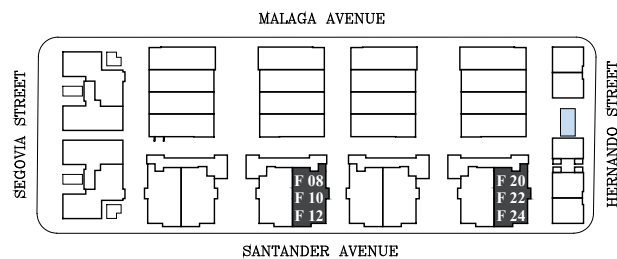 MALAGA AVENUE
SEGOVIA STREET
HERNANDO STREET
F 08
F 10
F 12
F 20
F 22
F 24
SANTANDER AVENUE